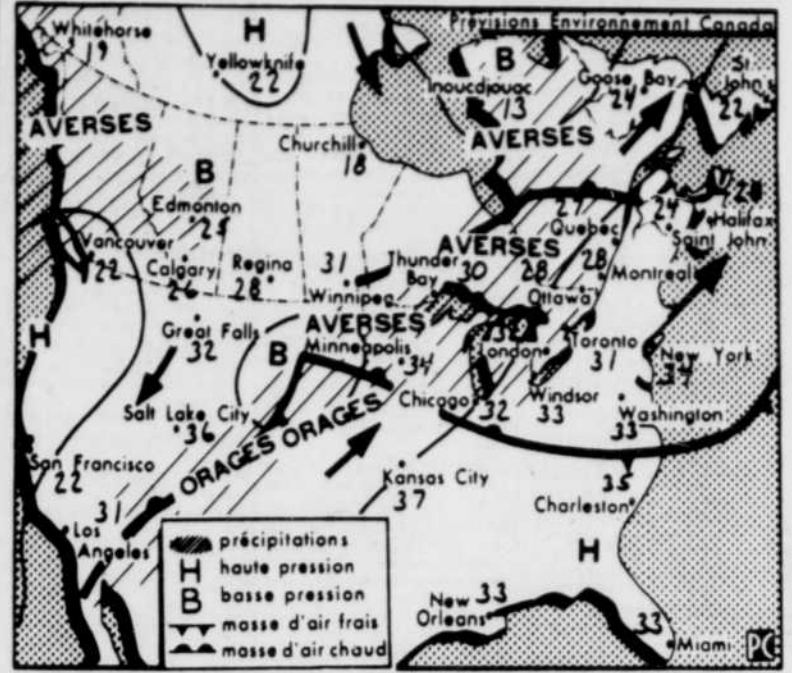 Prévisions Environnement Canada
H
Whitehorse
19
Yellowknife
22
B
Inoucdjouac
13
Goose Bay
24
St John's
22
AVERSES
AVERSES
Churchill
18
B
Edmonton
25
Vancouver
22
Calgary
26
Regina
28
31
Winnipeg
Thunder Bay
30
AVERSES
28
Quebec
28
24
Halifax
Saint John
Montreal
Ottawa
H
Great Falls
32
AVERSES
B
Minneapolis
34
London
Toronto
31
New York
Salt Lake City
36
Chicago
32
Windsor
33
Washington
33
ORAGES ORAGES
San Francisco
22
Kansas City
37
35
Charleston
31
Los Angeles
H
précipitations
H haute pression
B basse pression
masse d'air frais
masse d'air chaud
New Orleans
33
33
Miami
PC